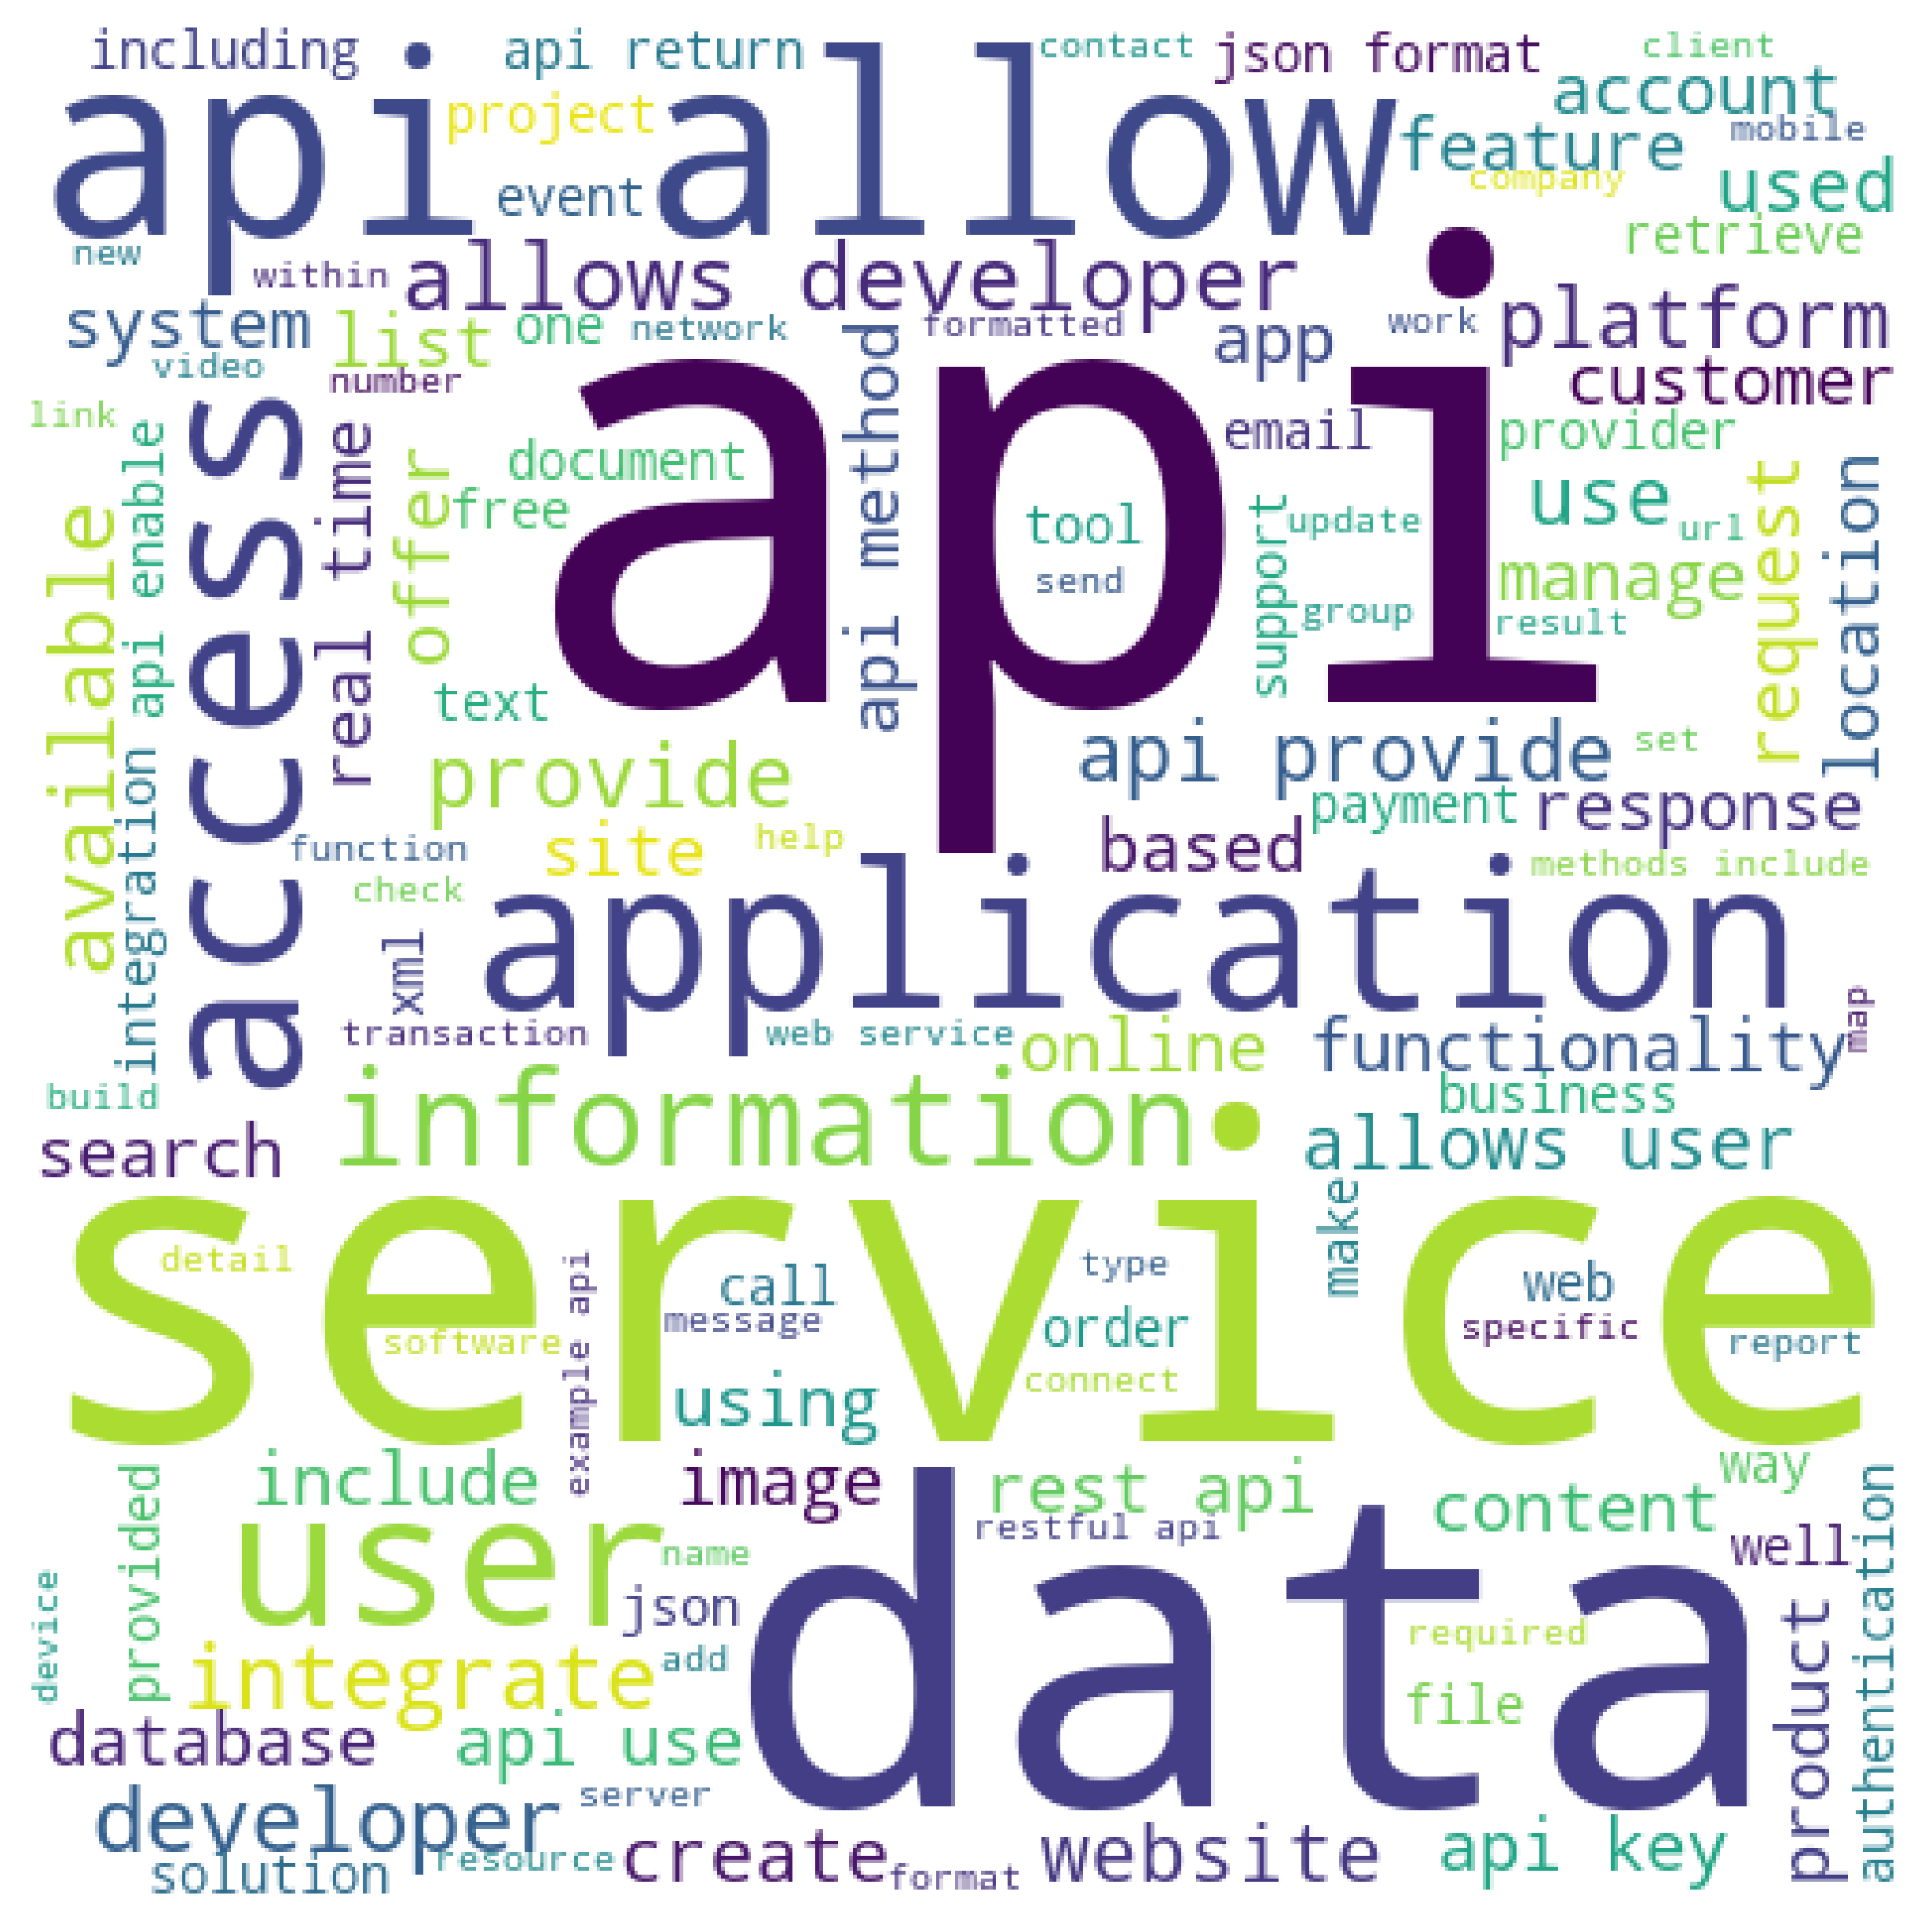 including
api return
contact
json format
client
api allow
project
account
feature
mobile
event
company
used
new
within
allows developer
retrieve
system
list
one
network
formatted
app
work
platform
video
number
customer
link
api
access
real time
offer
document
free
api method
tool
send
email
provider
support
update
use
url
request
location
available
api enable
manage
group
result
text
integration
provide
api provide
set
payment
response
function
site
help
based
methods include
check
application
xml
transaction
web service
online
functionality
map
build
information
business
search
allows user
service
make
detail
call
type
web
message
software
example api
order
specific
report
connect
using
include
image
rest api
way
content
provided
user
name
restful api
well
authentication
device
json
data
integrate
add
required
file
product
database
api use
developer
server
solution
resource
create
format
website
api key